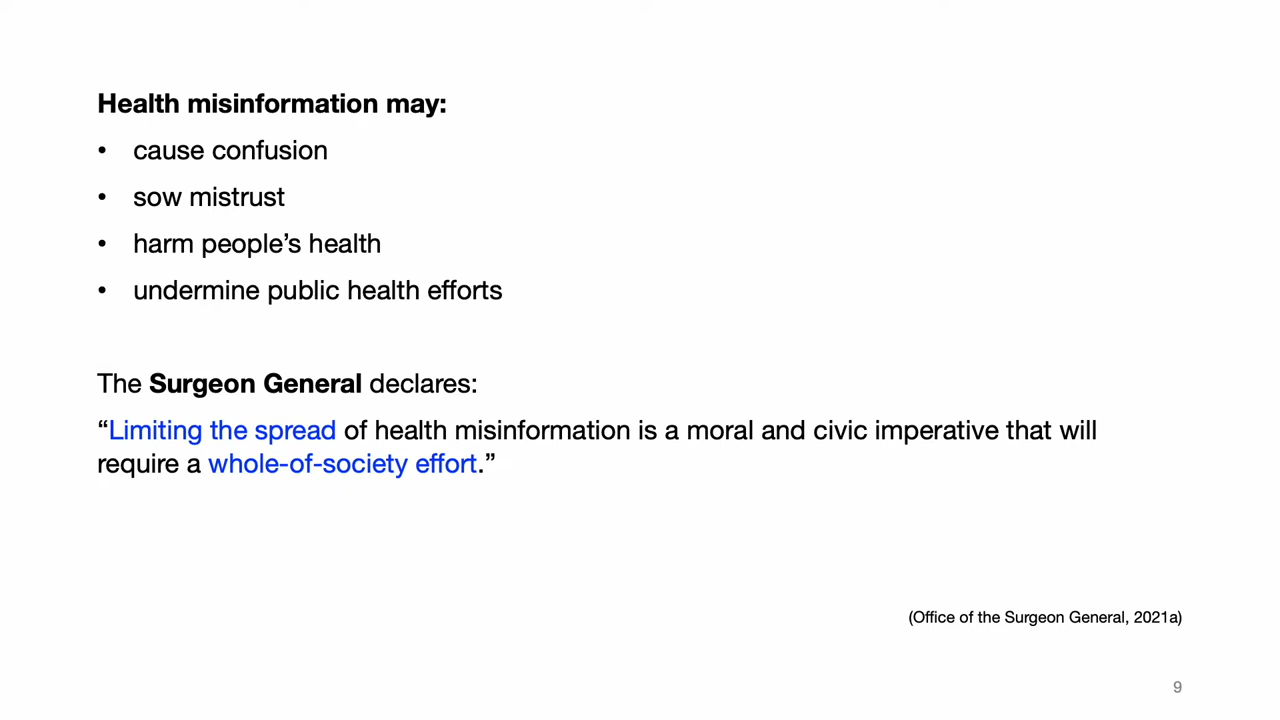 Health misinformation may:
• cause confusion
• sow mistrust
• harm people’s health
• undermine public health efforts
The Surgeon General declares:
“Limiting the spread of health misinformation is a moral and civic imperative that will
require a whole-of-society effort.”
(Office of the Surgeon General, 2021a)
9